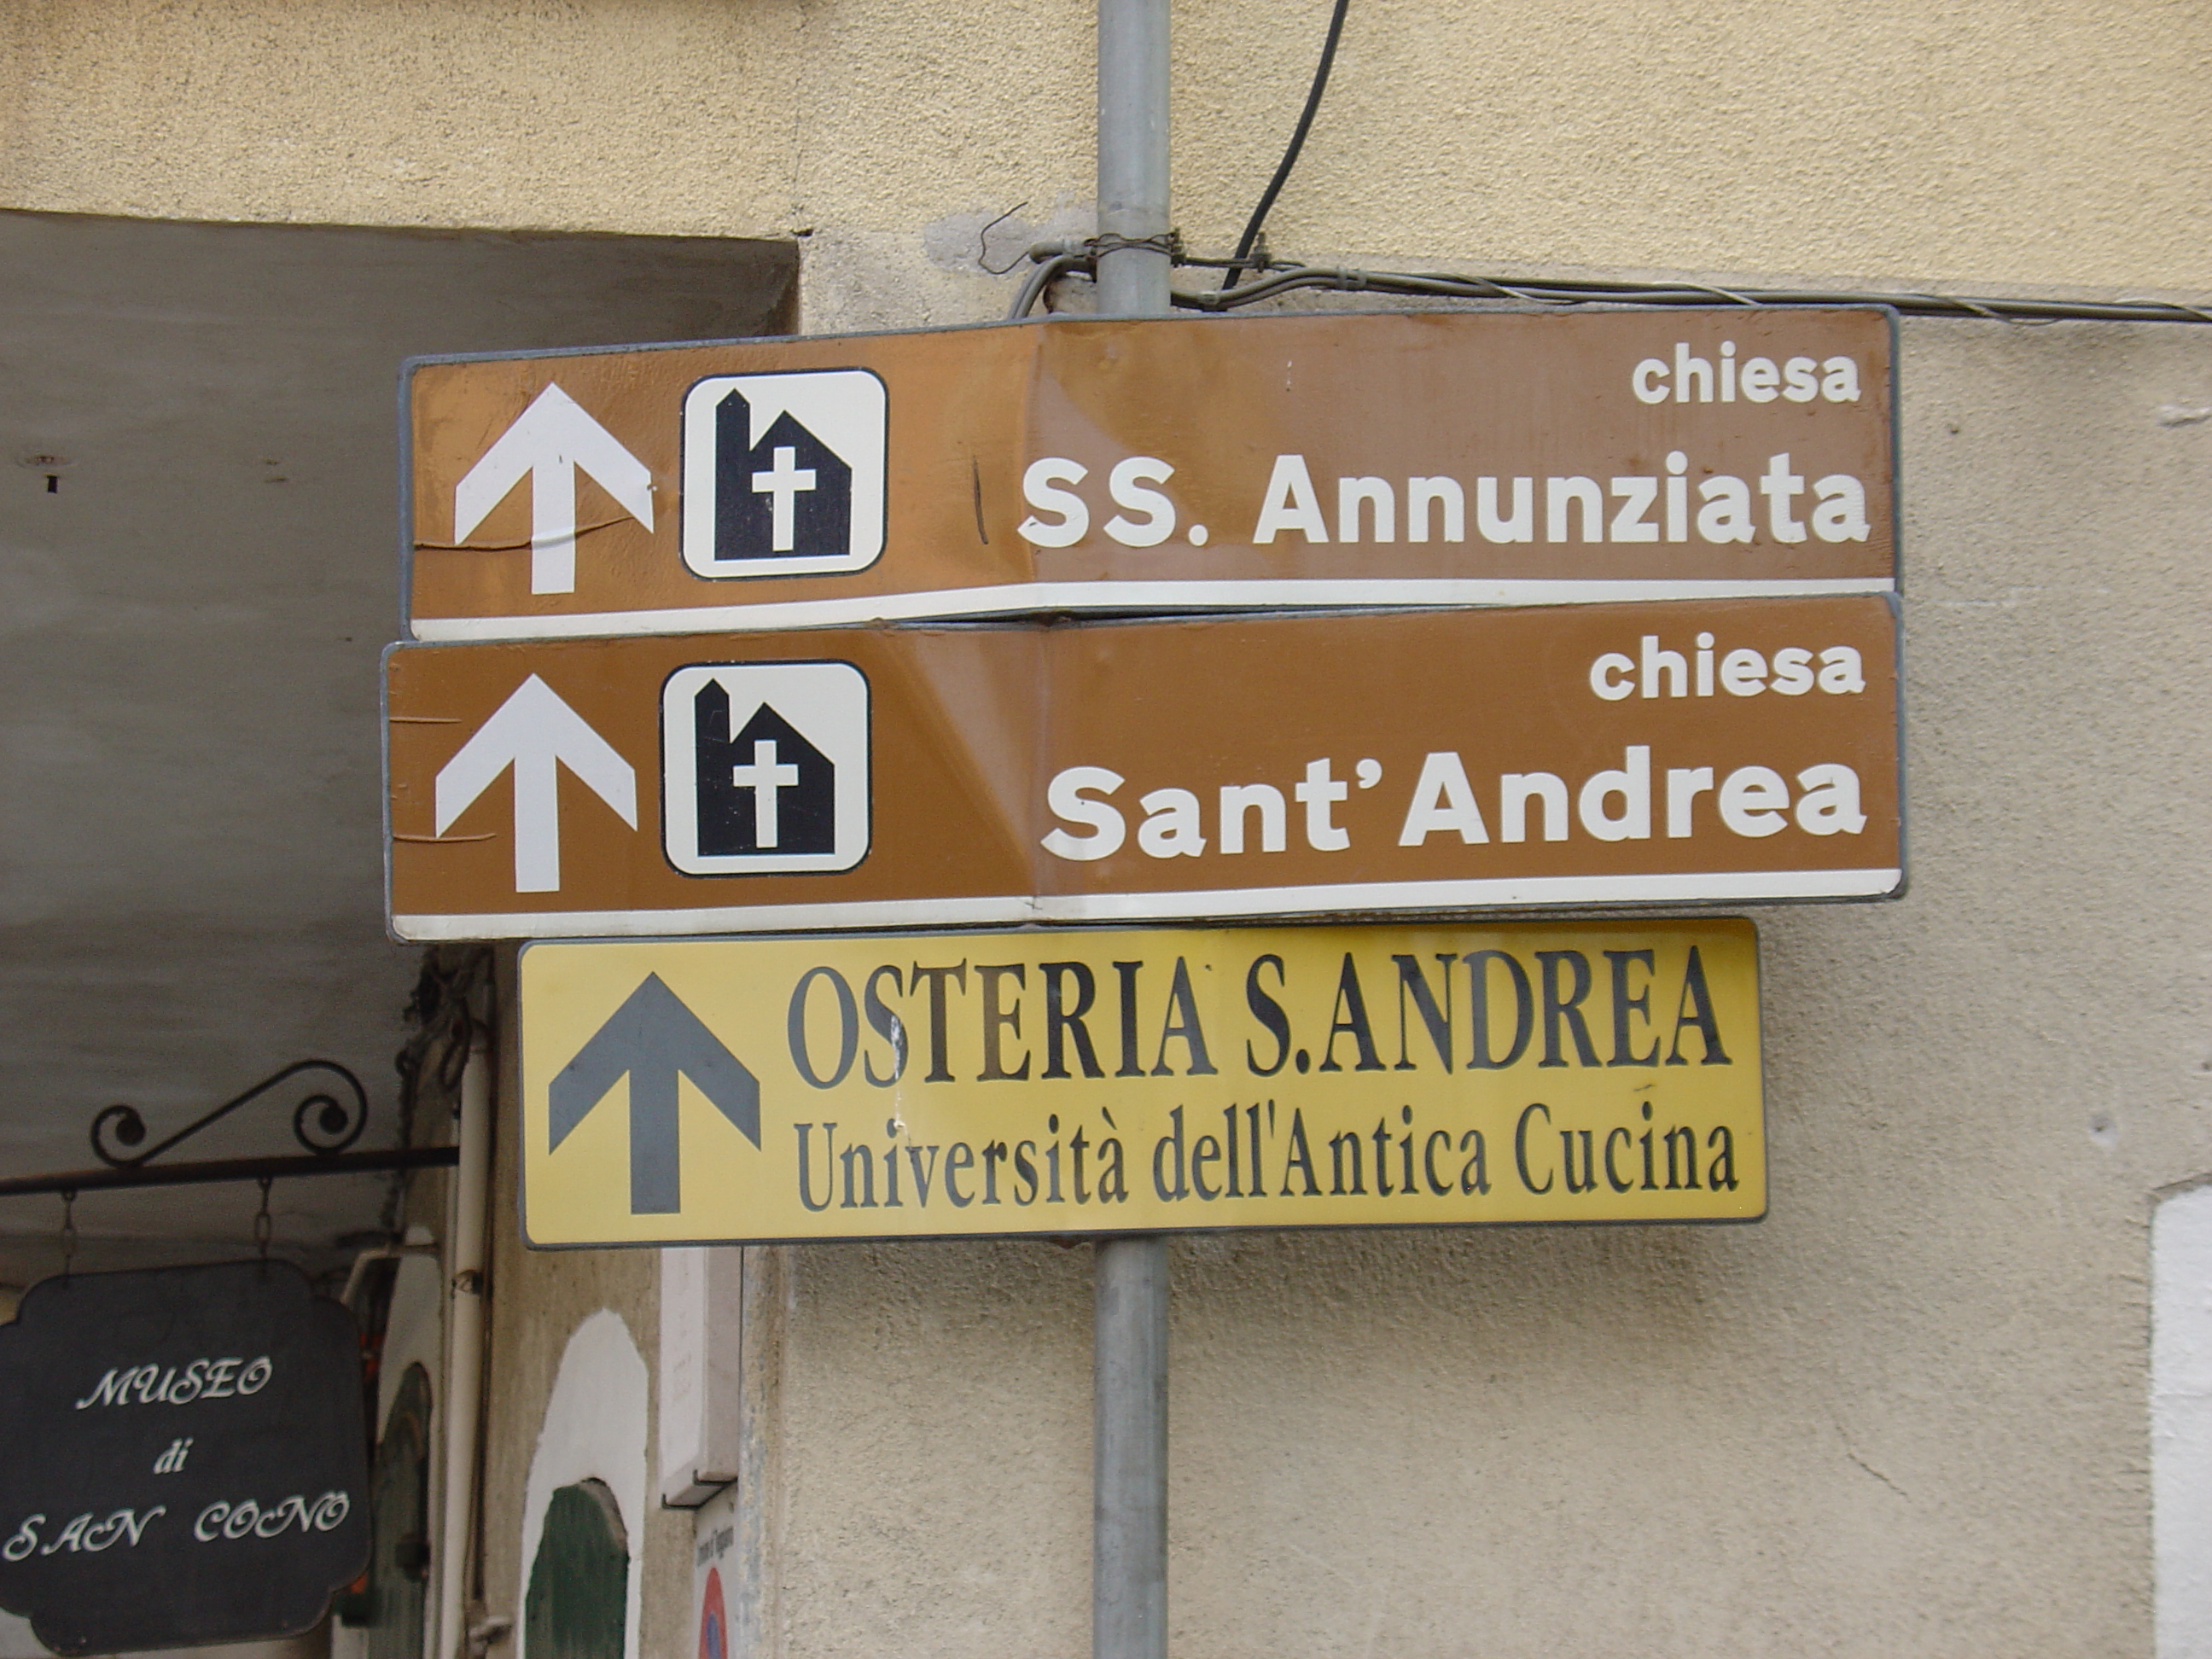 chiesa
SS. Annunziata
chiesa
Sant'Andrea
OSTERIA S.ANDREA
Università dell'Antica Cucina
MUSEO
di
SAN CONO